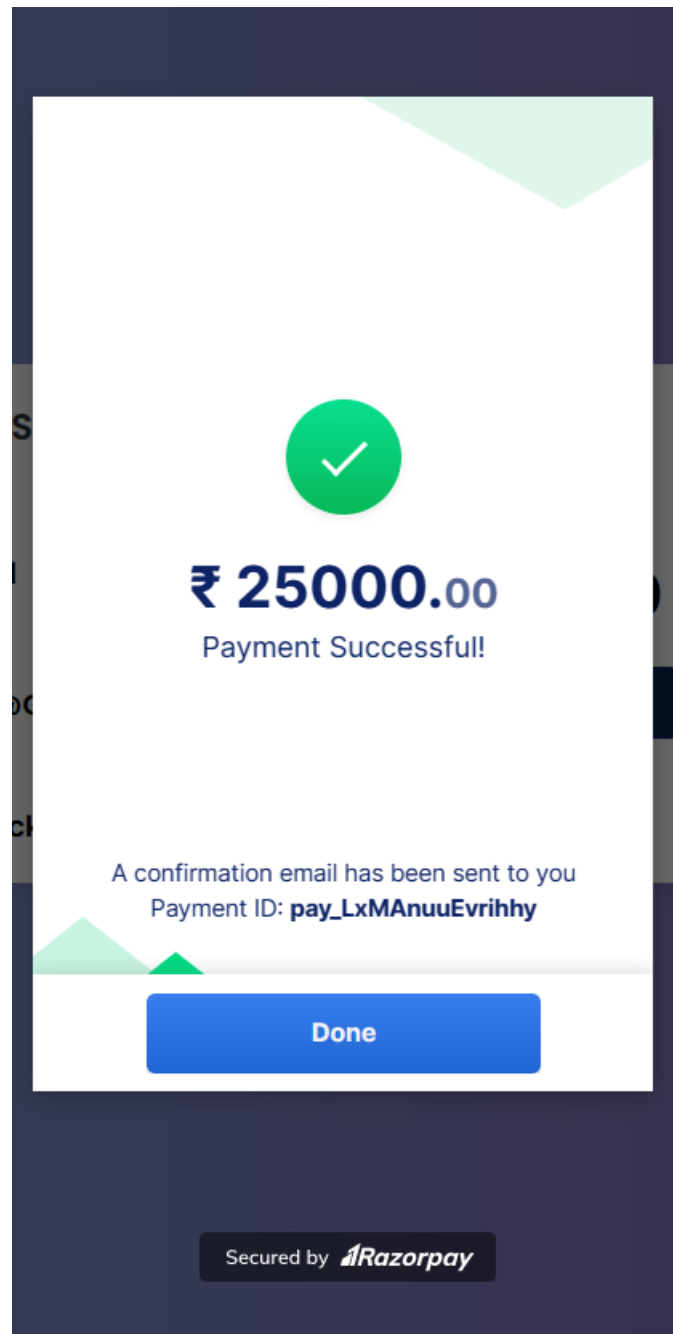 ₹ 25000.00
Payment Successful!
A confirmation email has been sent to you
Payment ID: pay_LxMAnuuEvrihhy
Done
Secured by Razorpay